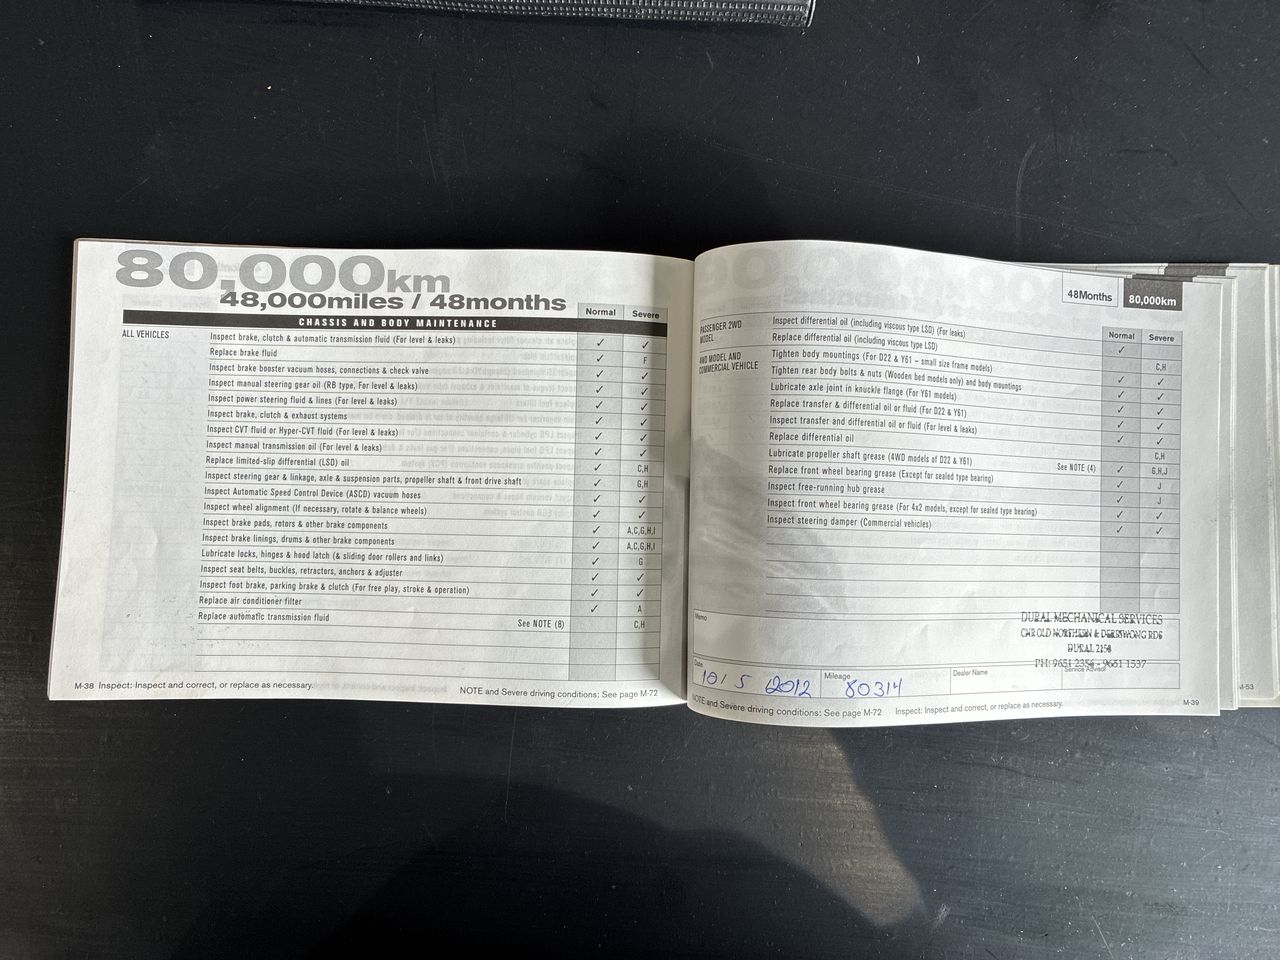 80,000km
48,000miles / 48months
Normal Severe
CHASSIS AND BODY MAINTENANCE
ALL VEHICLES
Inspect brake, clutch & automatic transmission fluid (For level & leaks) ✓ ✓
Replace brake fluid ✓ F
Inspect brake booster vacuum hoses, connections & check valve ✓ ✓
Inspect manual steering gear oil (RB type, For level & leaks) ✓ ✓
Inspect power steering fluid & lines (For level & leaks) ✓ ✓
Inspect brake, clutch & exhaust systems ✓ ✓
Inspect CVT fluid or Hyper-CVT fluid (For level & leaks) ✓ ✓
Inspect manual transmission oil (For level & leaks) ✓ ✓
Replace limited-slip differential (LSD) oil ✓ C,H
Inspect steering gear & linkage, axle & suspension parts, propeller shaft & front drive shaft ✓ G,H
Inspect Automatic Speed Control Device (ASCD) vacuum hoses ✓ ✓
Inspect wheel alignment (If necessary, rotate & balance wheels) ✓ ✓
Inspect brake pads, rotors & other brake components ✓ A,C,G,H,I
Inspect brake linings, drums & other brake components ✓ A,C,G,H,I
Lubricate locks, hinges & hood latch (& sliding door rollers and links) ✓ G
Inspect seat belts, buckles, retractors, anchors & adjuster ✓ ✓
Inspect foot brake, parking brake & clutch (For free play, stroke & operation) ✓ ✓
Replace air conditioner filter ✓ A
Replace automatic transmission fluid See NOTE (8) C,H
M-38 Inspect: Inspect and correct, or replace as necessary.
NOTE and Severe driving conditions: See page M-72
48Months 80,000km
Normal Severe
PASSENGER 2WD MODEL
Inspect differential oil (including viscous type LSD) (For leaks) ✓ ✓
Replace differential oil (including viscous type LSD) C,H
4WD MODEL AND COMMERCIAL VEHICLE
Tighten body mountings (For D22 & Y61 – small size frame models) ✓ ✓
Tighten rear body bolts & nuts (Wooden bed models only) and body mountings ✓ ✓
Lubricate axle joint in knuckle flange (For Y61 models) ✓ ✓
Replace transfer & differential oil or fluid (For D22 & Y61) ✓ ✓
Inspect transfer and differential oil or fluid (For level & leaks) ✓ ✓
Replace differential oil C,H
Lubricate propeller shaft grease (4WD models of D22 & Y61) See NOTE (4) ✓ G,H,J
Replace front wheel bearing grease (Except for sealed type bearing) ✓ J
Inspect free-running hub grease ✓ J
Inspect front wheel bearing grease (For 4x2 models, except for sealed type bearing) ✓ ✓
Inspect steering damper (Commercial vehicles) ✓ ✓
Memo
DURAL MECHANICAL SERVICES
CNR OLD NORTHERN & DERRIWONG RDS
DURAL 2158
PH: 9651 2356 - 9651 1537
Date
10/ 5 2012
Mileage
80314
Dealer Name
Service Advisor
NOTE and Severe driving conditions: See page M-72 Inspect: Inspect and correct, or replace as necessary.
M-39
M-53